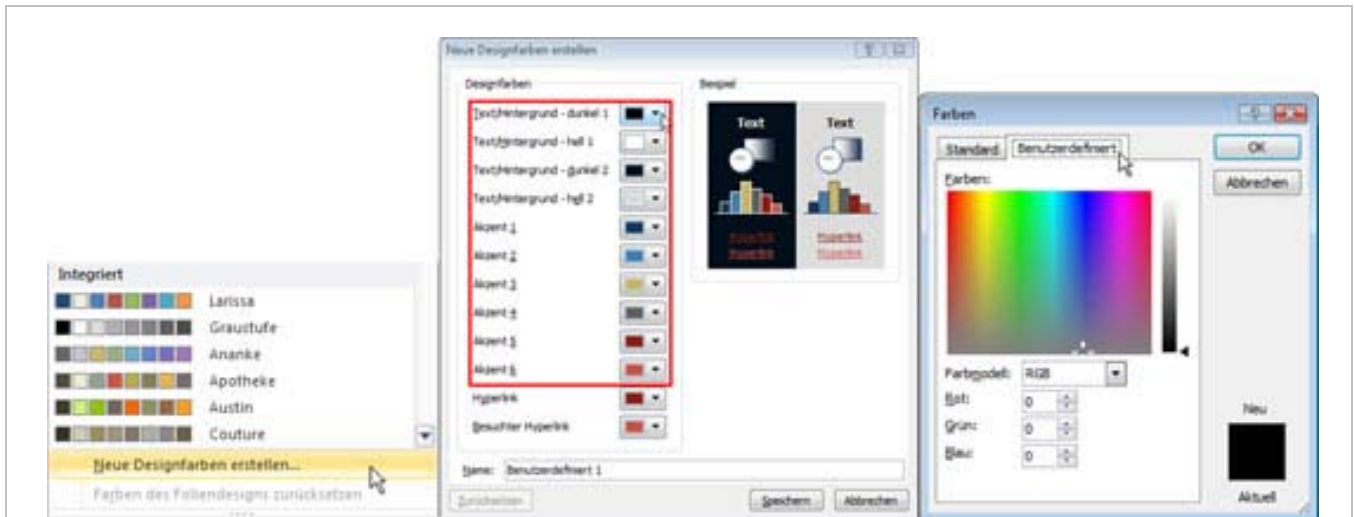 Integriert
Larissa
Graustufe
Ananke
Apotheke
Austin
Couture
Neue Designfarben erstellen...
Farben des Foliendesigns zurücksetzen
Neue Designfarben erstellen
Designfarben
Text/Hintergrund - dunkel 1
Text/Hintergrund - hell 1
Text/Hintergrund - dunkel 2
Text/Hintergrund - hell 2
Akzent 1
Akzent 2
Akzent 3
Akzent 4
Akzent 5
Akzent 6
Hyperlink
Besuchter Hyperlink
Name: Benutzerdefiniert 1
Zurücksetzen
Speichern
Abbrechen
Beispiel
Text
Text
Hyperlink
Hyperlink
Hyperlink
Hyperlink
Farben
Standard
Benutzerdefiniert
OK
Abbrechen
Farben:
Farbmodell: RGB
Rot: 0
Grün: 0
Blau: 0
Neu
Aktuell